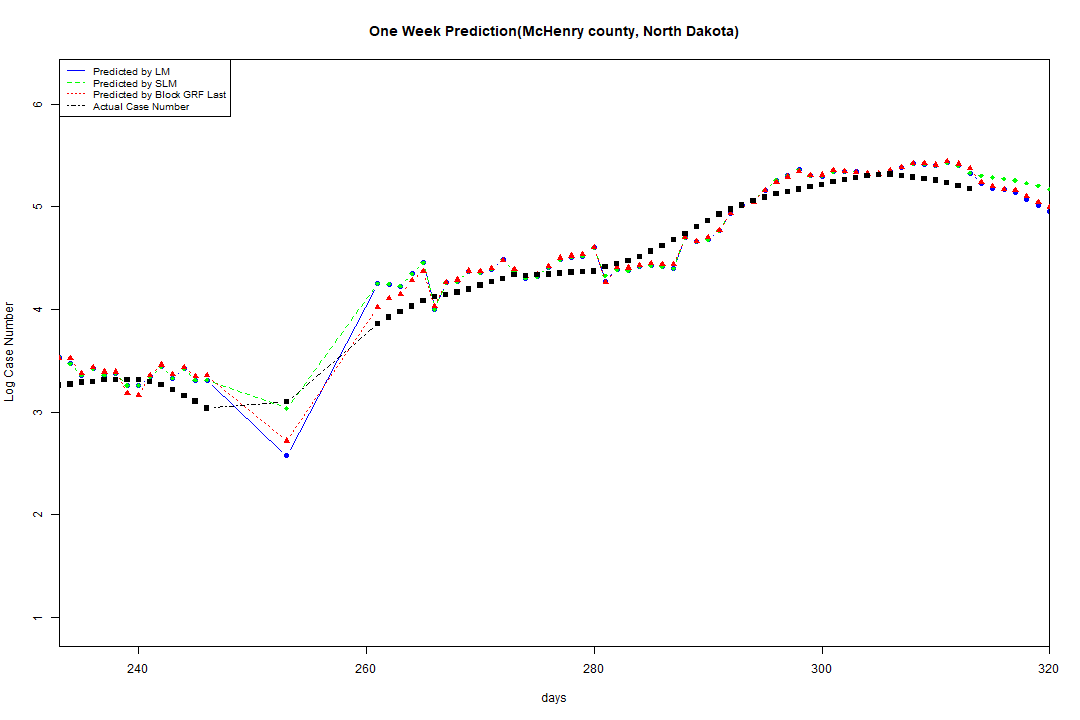 One Week Prediction(McHenry county, North Dakota)
Predicted by LM
Predicted by SLM
Predicted by Block GRF Last
Actual Case Number
6
5
4
3
2
1
Log Case Number
240
260
280
300
320
days